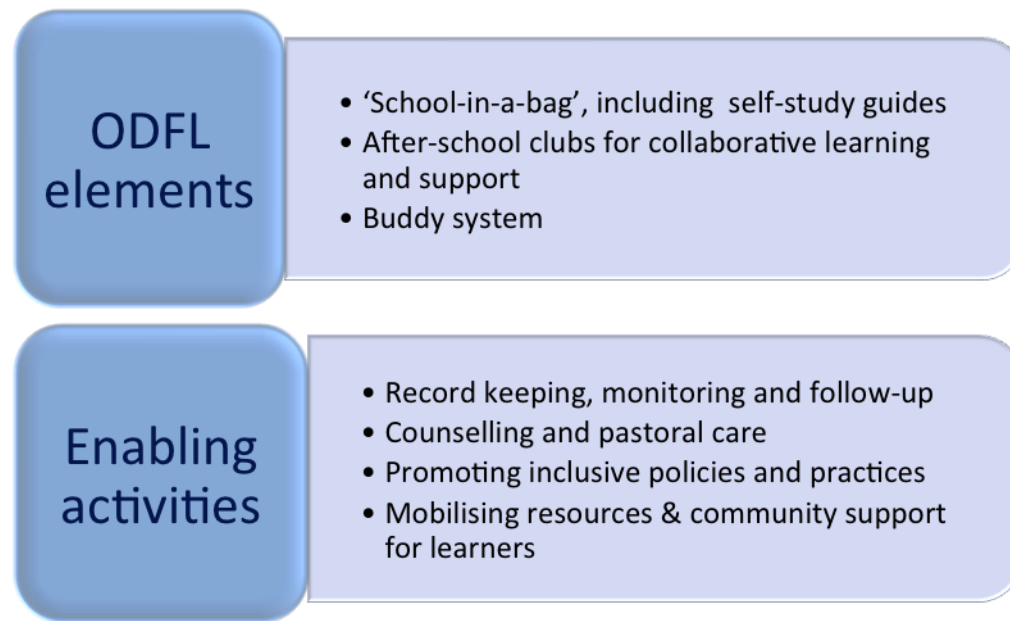 ODFL
elements
• ‘School-in-a-bag’, including self-study guides
• After-school clubs for collaborative learning
and support
• Buddy system
Enabling
activities
• Record keeping, monitoring and follow-up
• Counselling and pastoral care
• Promoting inclusive policies and practices
• Mobilising resources & community support
for learners